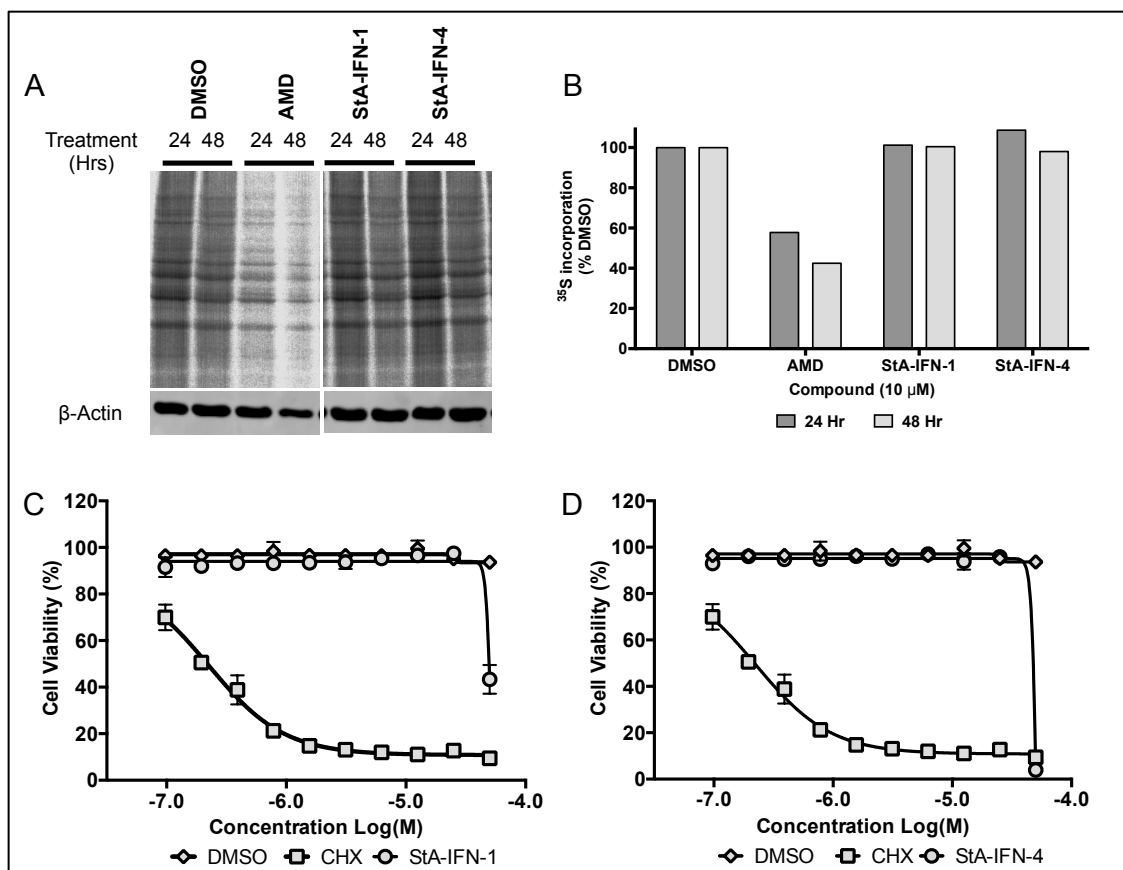 A
DMSO
AMD
StA-IFN-1
StA-IFN-4
Treatment
(Hrs)
24 48 24 48 24 48 24 48
β-Actin
B
³⁵S incorporation
(% DMSO)
100
80
60
40
20
0
DMSO AMD StA-IFN-1 StA-IFN-4
Compound (10 μM)
24 Hr 48 Hr
C
Cell Viability (%)
120
100
80
60
40
20
0
-7.0 -6.0 -5.0 -4.0
Concentration Log(M)
DMSO CHX StA-IFN-1
D
Cell Viability (%)
120
100
80
60
40
20
0
-7.0 -6.0 -5.0 -4.0
Concentration Log(M)
DMSO CHX StA-IFN-4